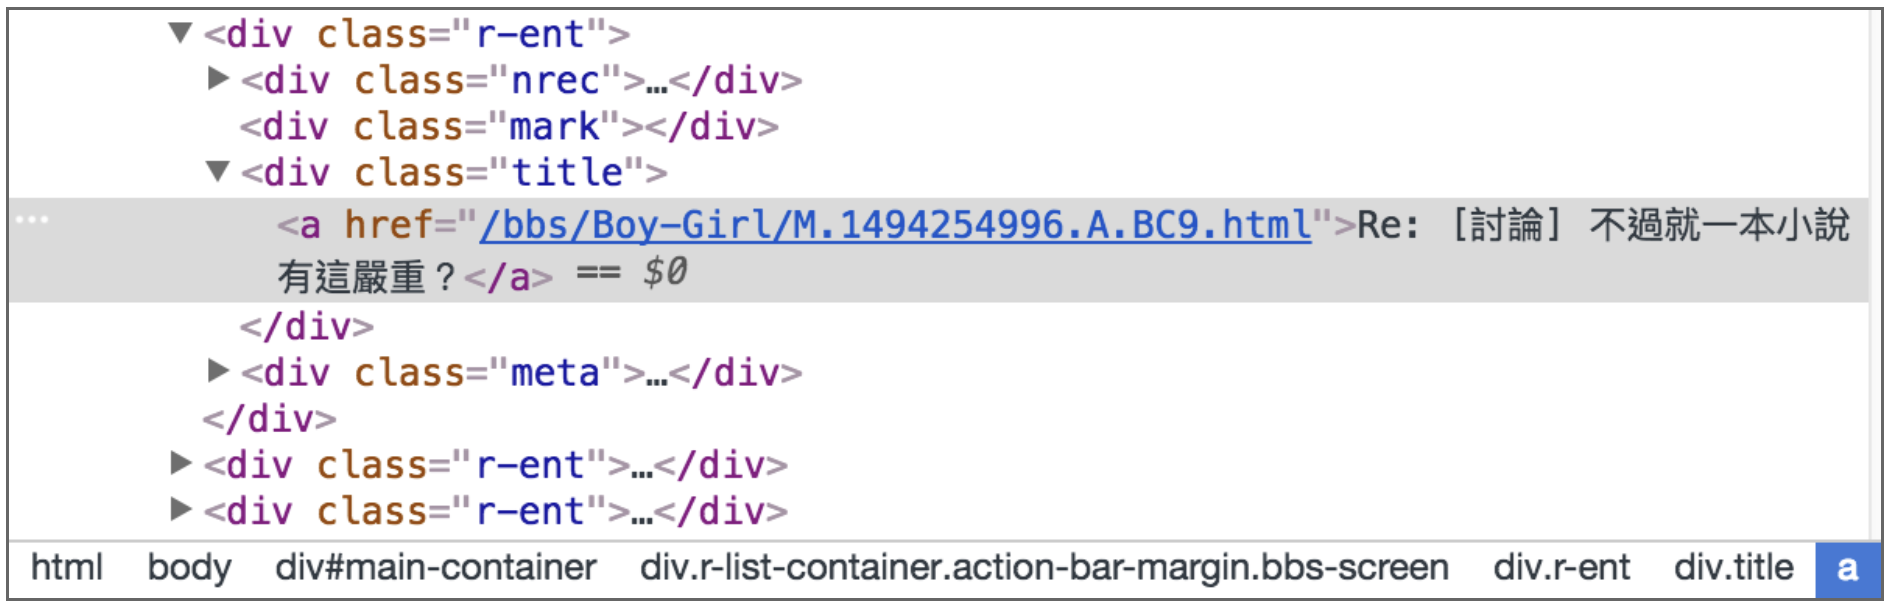 ▼<div class="r-ent">
▶<div class="nrec">…</div>
<div class="mark"></div>
▼<div class="title">
<a href="/bbs/Boy-Girl/M.1494254996.A.BC9.html">Re: [討論] 不過就一本小說
有這嚴重？</a> == $0
</div>
▶<div class="meta">…</div>
</div>
▶<div class="r-ent">…</div>
▶<div class="r-ent">…</div>
html body div#main-container div.r-list-container.action-bar-margin.bbs-screen div.r-ent div.title a